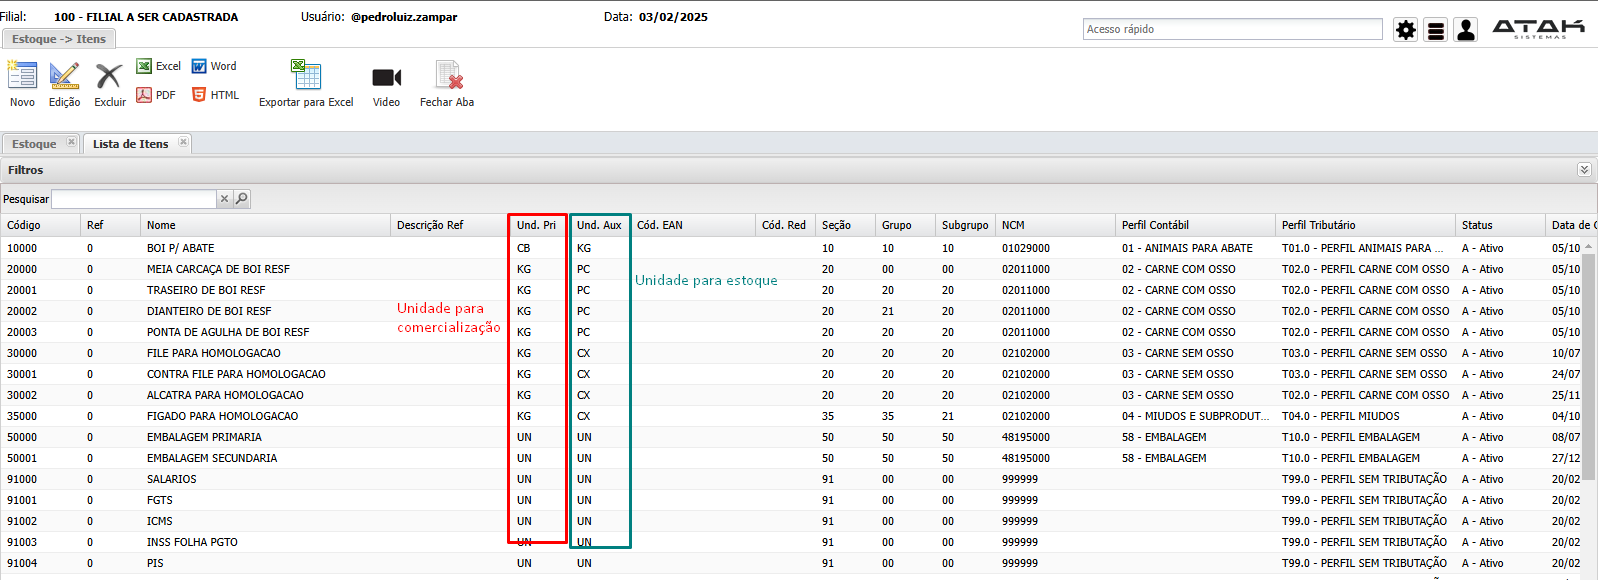 Filial: 100 - FILIAL A SER CADASTRADA Usuário: @pedroluiz.zampar Data: 03/02/2025
Estoque -> Itens
Acesso rápido
ATAK
SISTEMAS
Novo Edição Excluir Excel Word PDF HTML Exportar para Excel Video Fechar Aba
Estoque Lista de Itens
Filtros
Pesquisar
Código Ref Nome Descrição Ref Und. Pri Und. Aux Cód. EAN Cód. Red Seção Grupo Subgrupo NCM Perfil Contábil Perfil Tributário Status Data de C
10000 0 BOI P/ ABATE CB KG 10 10 10 01029000 01 - ANIMAIS PARA ABATE T01.0 - PERFIL ANIMAIS PARA ... A - Ativo 05/10
20000 0 MEIA CARCAÇA DE BOI RESF KG PC 20 00 00 02011000 02 - CARNE COM OSSO T02.0 - PERFIL CARNE COM OSSO A - Ativo 05/10
Unidade para estoque
20001 0 TRASEIRO DE BOI RESF KG PC 20 20 20 02011000 02 - CARNE COM OSSO T02.0 - PERFIL CARNE COM OSSO A - Ativo 05/10
Unidade para
comercialização
20002 0 DIANTEIRO DE BOI RESF KG PC 20 21 20 02011000 02 - CARNE COM OSSO T02.0 - PERFIL CARNE COM OSSO A - Ativo 05/10
20003 0 PONTA DE AGULHA DE BOI RESF KG PC 20 20 20 02011000 02 - CARNE COM OSSO T02.0 - PERFIL CARNE COM OSSO A - Ativo 05/10
30000 0 FILE PARA HOMOLOGACAO KG CX 20 20 20 02102000 03 - CARNE SEM OSSO T03.0 - PERFIL CARNE SEM OSSO A - Ativo 10/07
30001 0 CONTRA FILE PARA HOMOLOGACAO KG CX 20 20 20 02102000 03 - CARNE SEM OSSO T03.0 - PERFIL CARNE SEM OSSO A - Ativo 24/07
30002 0 ALCATRA PARA HOMOLOGACAO KG CX 20 20 20 02102000 03 - CARNE SEM OSSO T02.0 - PERFIL CARNE COM OSSO A - Ativo 25/11
35000 0 FIGADO PARA HOMOLOGACAO KG CX 35 35 21 02102000 04 - MIUDOS E SUBPRODUT... T04.0 - PERFIL MIUDOS A - Ativo 04/10
50000 0 EMBALAGEM PRIMARIA UN UN 50 50 50 48195000 58 - EMBALAGEM T10.0 - PERFIL EMBALAGEM A - Ativo 08/07
50001 0 EMBALAGEM SECUNDARIA UN UN 50 50 50 48195000 58 - EMBALAGEM T10.0 - PERFIL EMBALAGEM A - Ativo 27/12
91000 0 SALARIOS UN UN 91 00 00 999999 T99.0 - PERFIL SEM TRIBUTAÇÃO A - Ativo 20/02
91001 0 FGTS UN UN 91 00 00 999999 T99.0 - PERFIL SEM TRIBUTAÇÃO A - Ativo 20/02
91002 0 ICMS UN UN 91 00 00 999999 T99.0 - PERFIL SEM TRIBUTAÇÃO A - Ativo 20/02
91003 0 INSS FOLHA PGTO UN UN 91 00 00 999999 T99.0 - PERFIL SEM TRIBUTAÇÃO A - Ativo 20/02
91004 0 PIS UN UN 91 00 00 999999 T99.0 - PERFIL SEM TRIBUTAÇÃO A - Ativo 20/02